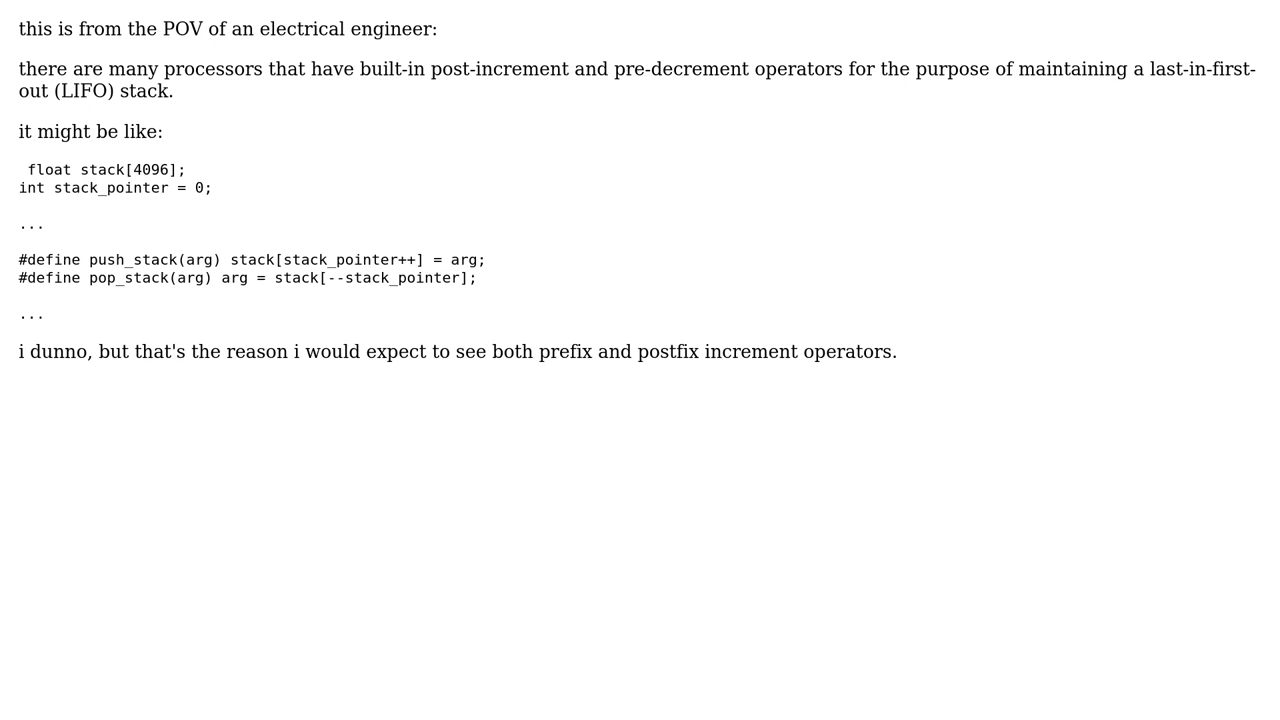 this is from the POV of an electrical engineer:
there are many processors that have built-in post-increment and pre-decrement operators for the purpose of maintaining a last-in-first-
out (LIFO) stack.
it might be like:
float stack[4096];
int stack_pointer = 0;
...
#define push_stack(arg) stack[stack_pointer++] = arg;
#define pop_stack(arg) arg = stack[--stack_pointer];
...
i dunno, but that's the reason i would expect to see both prefix and postfix increment operators.